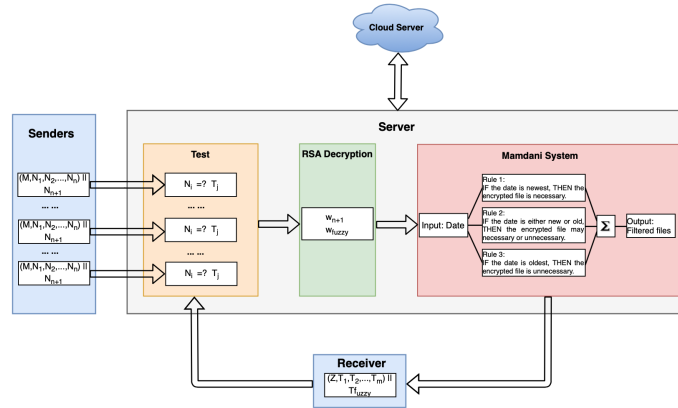 Cloud Server
Server
Senders
(M,N1,N2,...,Nn) ||
Nn+1
... ...
(M,N1,N2,...,Nn) ||
Nn+1
... ...
(M,N1,N2,...,Nn) ||
Nn+1
Test
Ni =? Tj
... ...
Ni =? Tj
... ...
Ni =? Tj
RSA Decryption
wn+1
wfuzzy
Mamdani System
Input: Date
Rule 1:
IF the date is newest, THEN the
encrypted file is necessary.
Rule 2:
IF the date is either new or old,
THEN the encrypted file may
necessary or unnecessary.
Rule 3:
IF the date is oldest, THEN the
encrypted file is unnecessary.
Σ
Output:
Filtered files
Receiver
(Z,T1,T2,...,Tm) ||
Tfuzzy